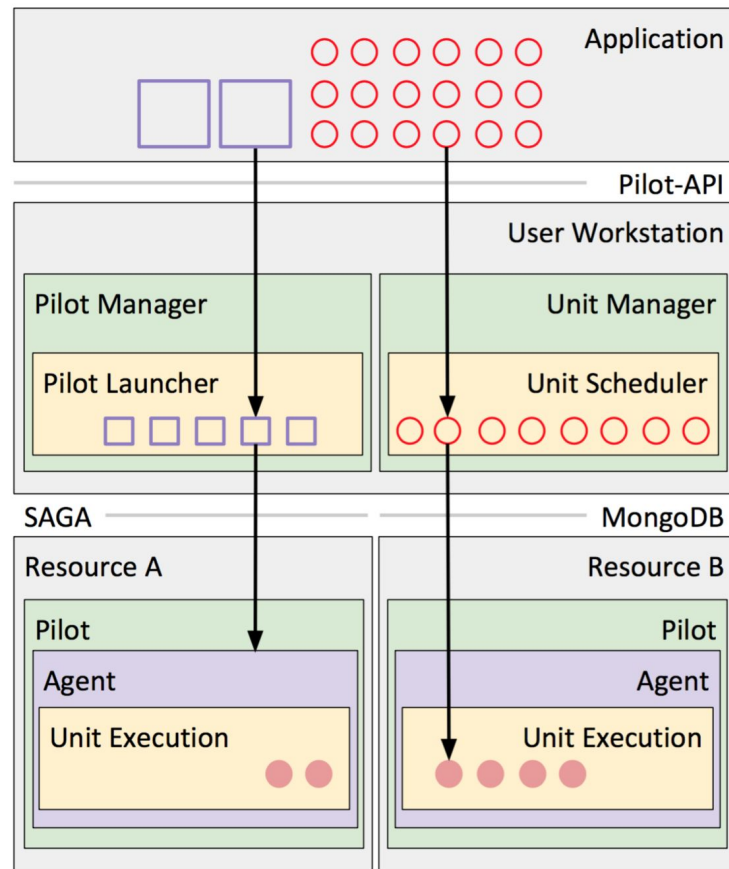 Application
Pilot-API
User Workstation
Pilot Manager
Unit Manager
Pilot Launcher
Unit Scheduler
SAGA
MongoDB
Resource A
Resource B
Pilot
Pilot
Agent
Agent
Unit Execution
Unit Execution